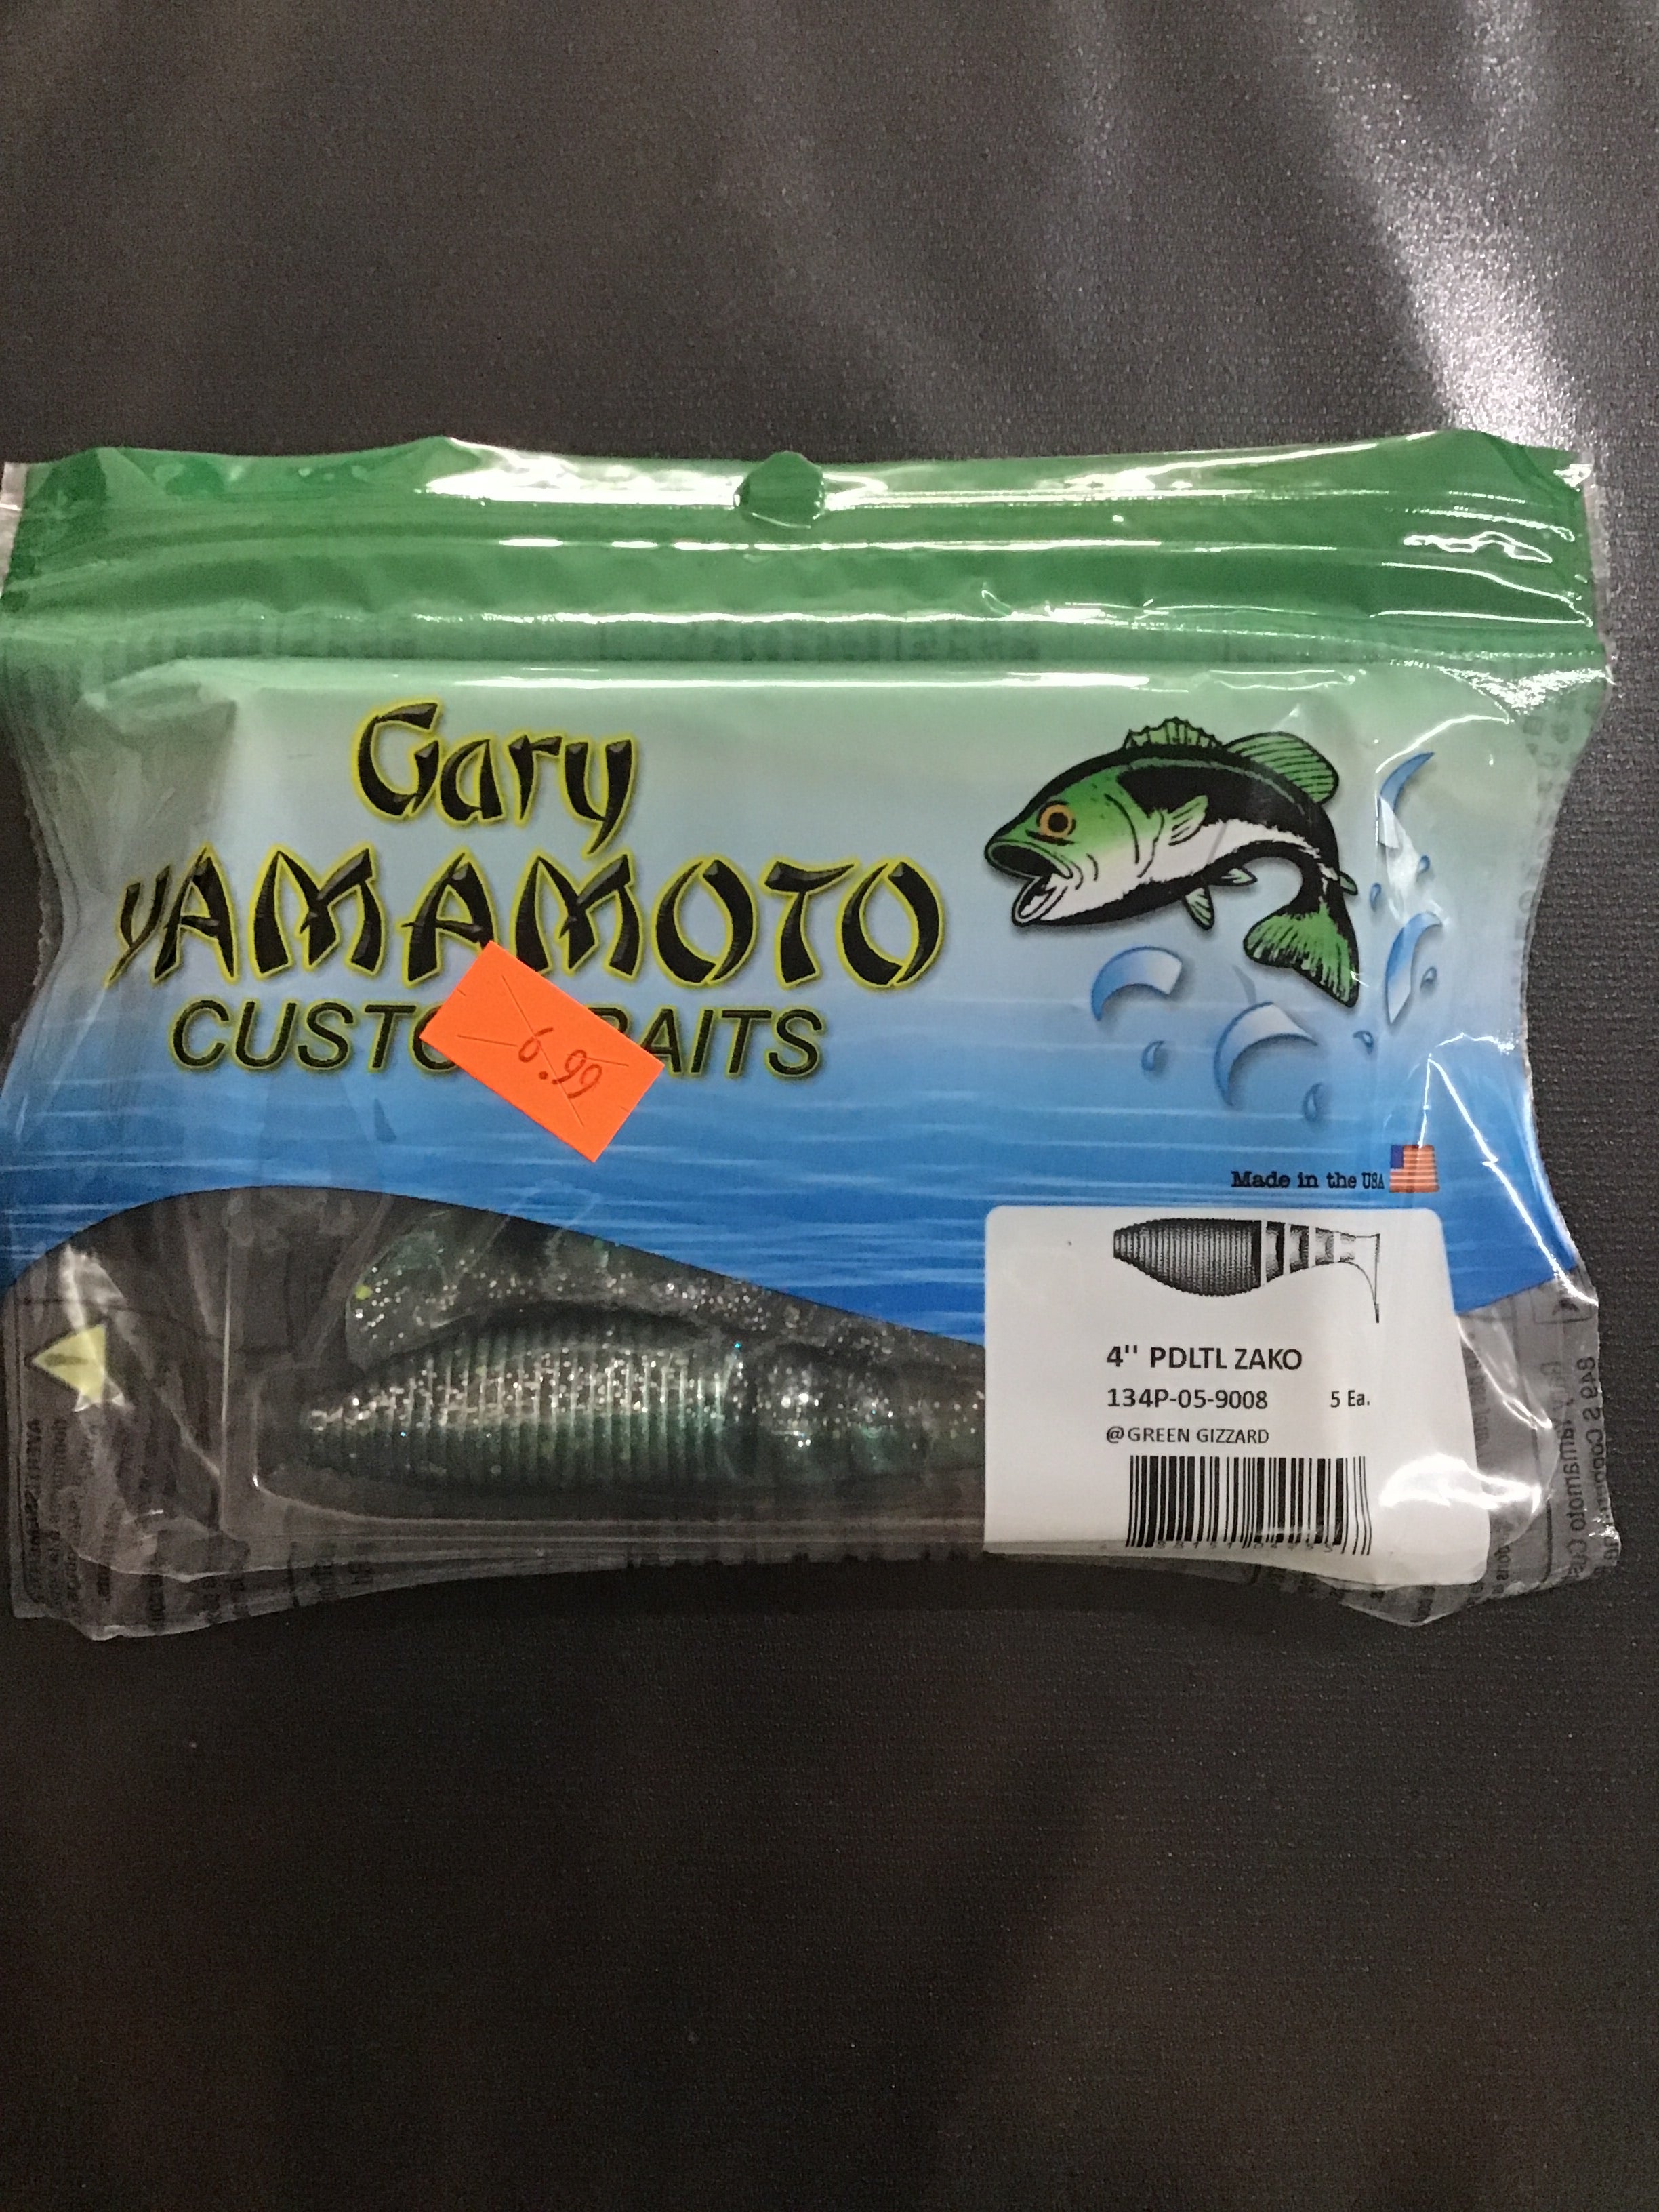 Gary
YAMAMOTO
CUSTO BAITS
6.99
Made in the USA
4" PDLTL ZAKO
134P-05-9008 5 Ea.
@GREEN GIZZARD